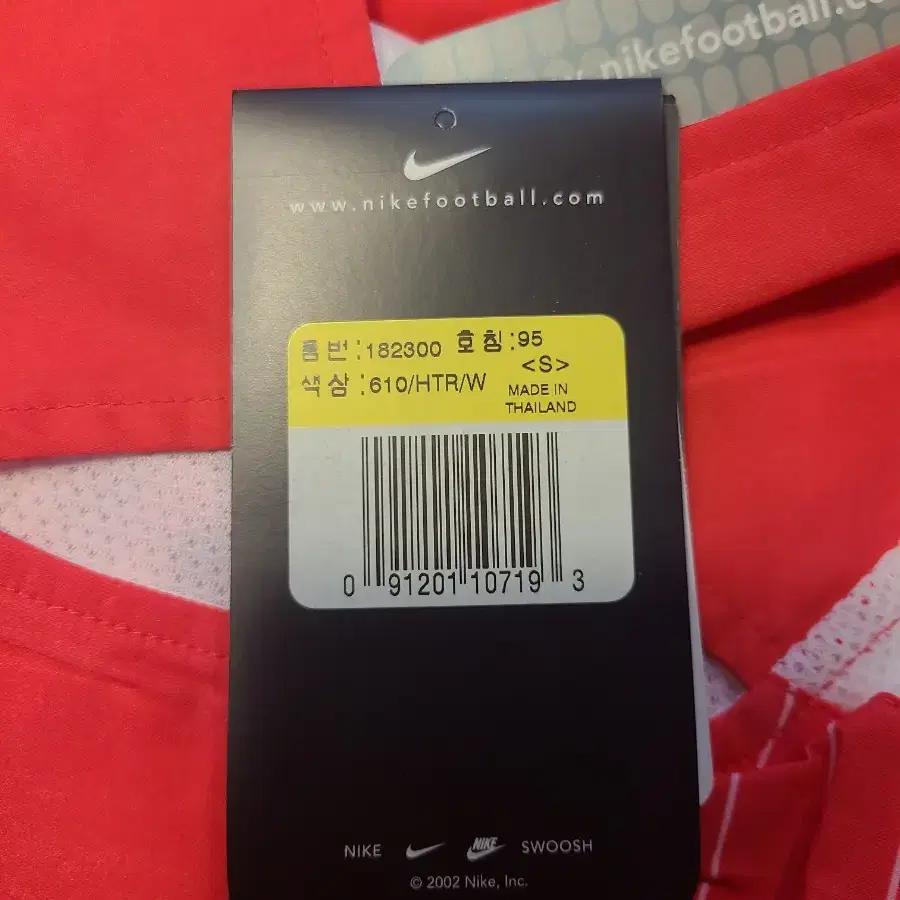 .nikefootball.co
www.nikefootball.com
품번:182300 호칭:95
<S>
색상:610/HTR/W
MADE IN
THAILAND
0 91201 10719 3
NIKE NIKE SWOOSH
© 2002 Nike, Inc.